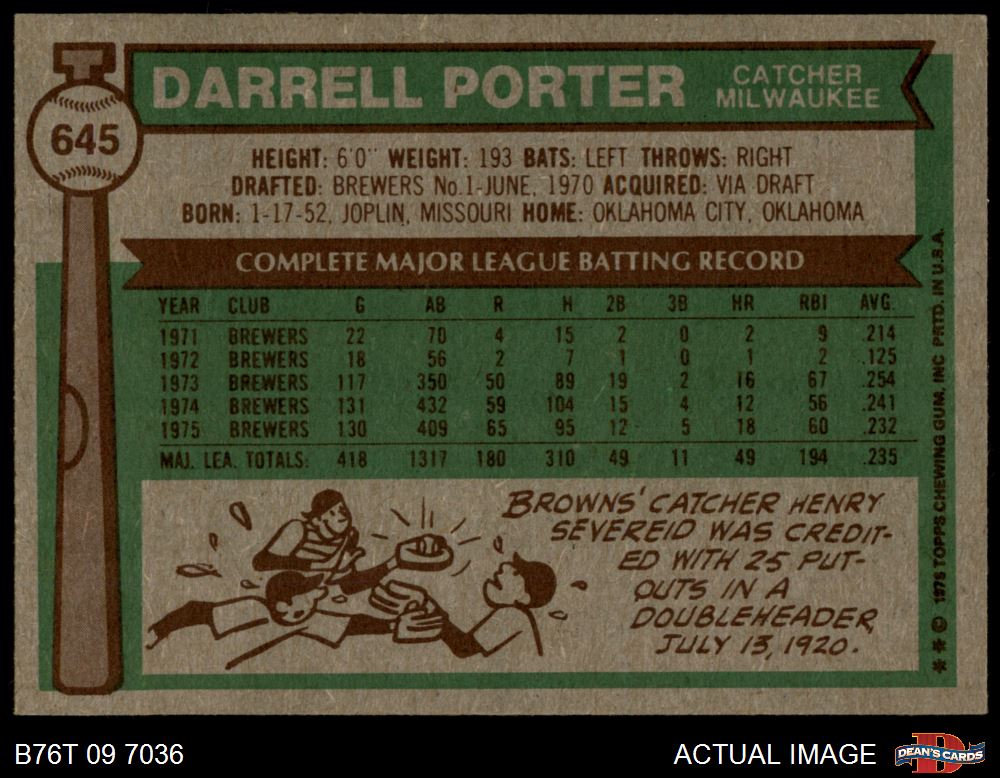 DARRELL PORTER
CATCHER
MILWAUKEE
645
HEIGHT: 6'0" WEIGHT: 193 BATS: LEFT THROWS: RIGHT
DRAFTED: BREWERS No.1-JUNE, 1970 ACQUIRED: VIA DRAFT
BORN: 1-17-52, JOPLIN, MISSOURI HOME: OKLAHOMA CITY, OKLAHOMA
COMPLETE MAJOR LEAGUE BATTING RECORD
YEAR CLUB G AB R H 2B 3B HR RBI AVG.
1971 BREWERS 22 70 4 15 2 0 2 9 .214
1972 BREWERS 18 56 2 7 1 0 1 2 .125
1973 BREWERS 117 350 50 89 19 2 16 67 .254
1974 BREWERS 131 432 59 104 15 4 12 56 .241
1975 BREWERS 130 409 65 95 12 5 18 60 .232
MAJ. LEA. TOTALS: 418 1317 180 310 49 11 49 194 .235
BROWNS' CATCHER HENRY
SEVEREID WAS CREDIT-
ED WITH 25 PUT-
OUTS IN A
DOUBLEHEADER,
JULY 13, 1920.
** © 1976 TOPPS CHEWING GUM, INC PRTD. IN U.S.A.
B76T 09 7036
ACTUAL IMAGE
DEAN'S CARDS